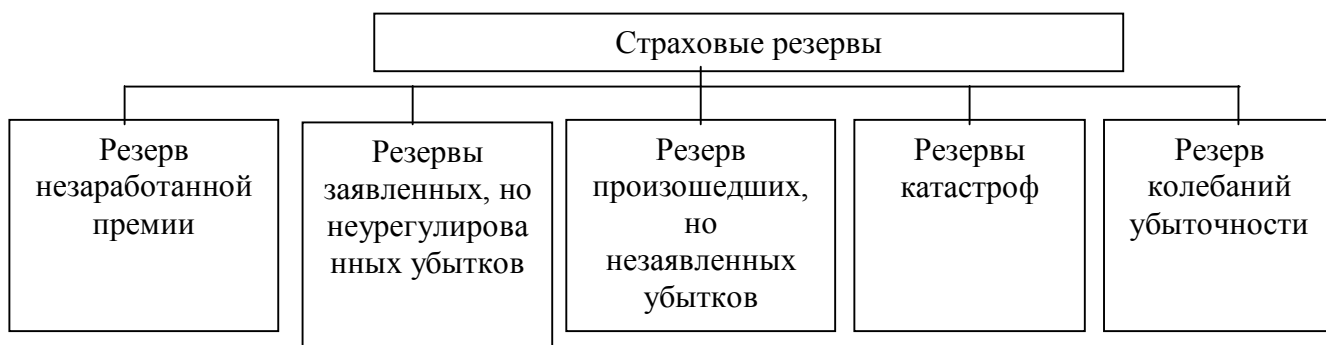 Страховые резервы
Резерв
незаработанной
премии
Резервы
заявленных, но
неурегулирова
нных убытков
Резерв
произошедших,
но
незаявленных
убытков
Резервы
катастроф
Резерв
колебаний
убыточности